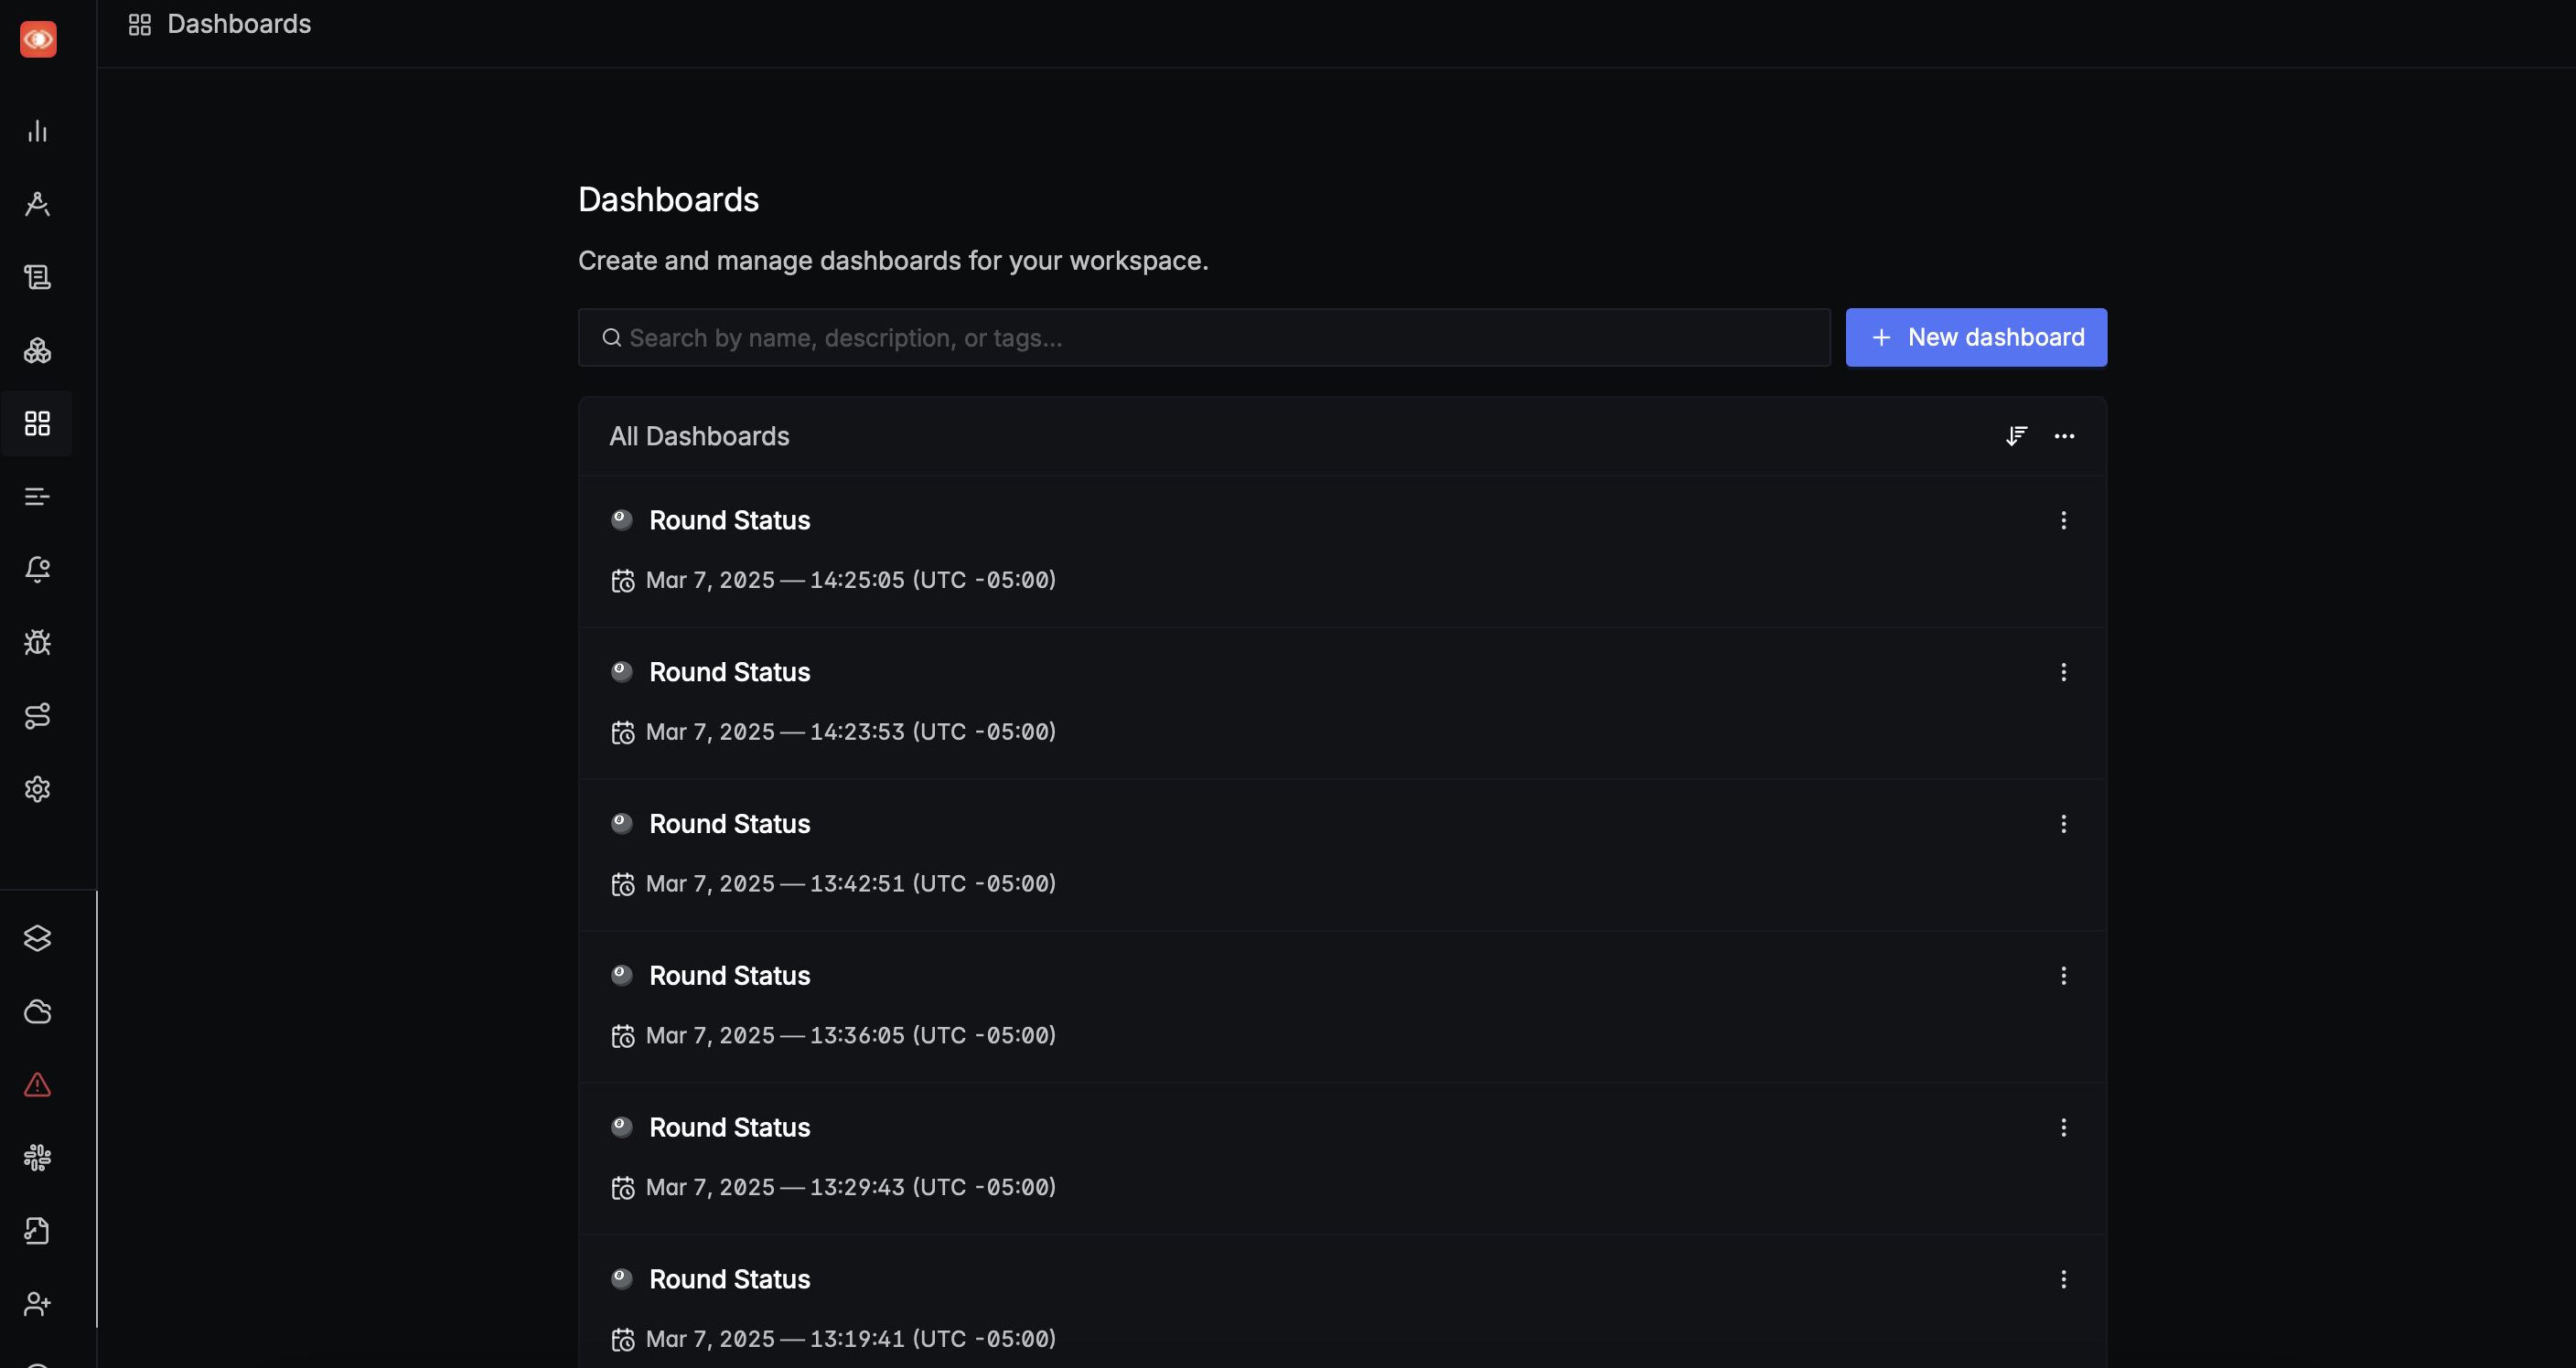 Dashboards
Dashboards
Create and manage dashboards for your workspace.
Search by name, description, or tags...
New dashboard
All Dashboards
Round Status
Mar 7, 2025 — 14:25:05 (UTC -05:00)
Round Status
Mar 7, 2025 — 14:23:53 (UTC -05:00)
Round Status
Mar 7, 2025 — 13:42:51 (UTC -05:00)
Round Status
Mar 7, 2025 — 13:36:05 (UTC -05:00)
Round Status
Mar 7, 2025 — 13:29:43 (UTC -05:00)
Round Status
Mar 7, 2025 — 13:19:41 (UTC -05:00)